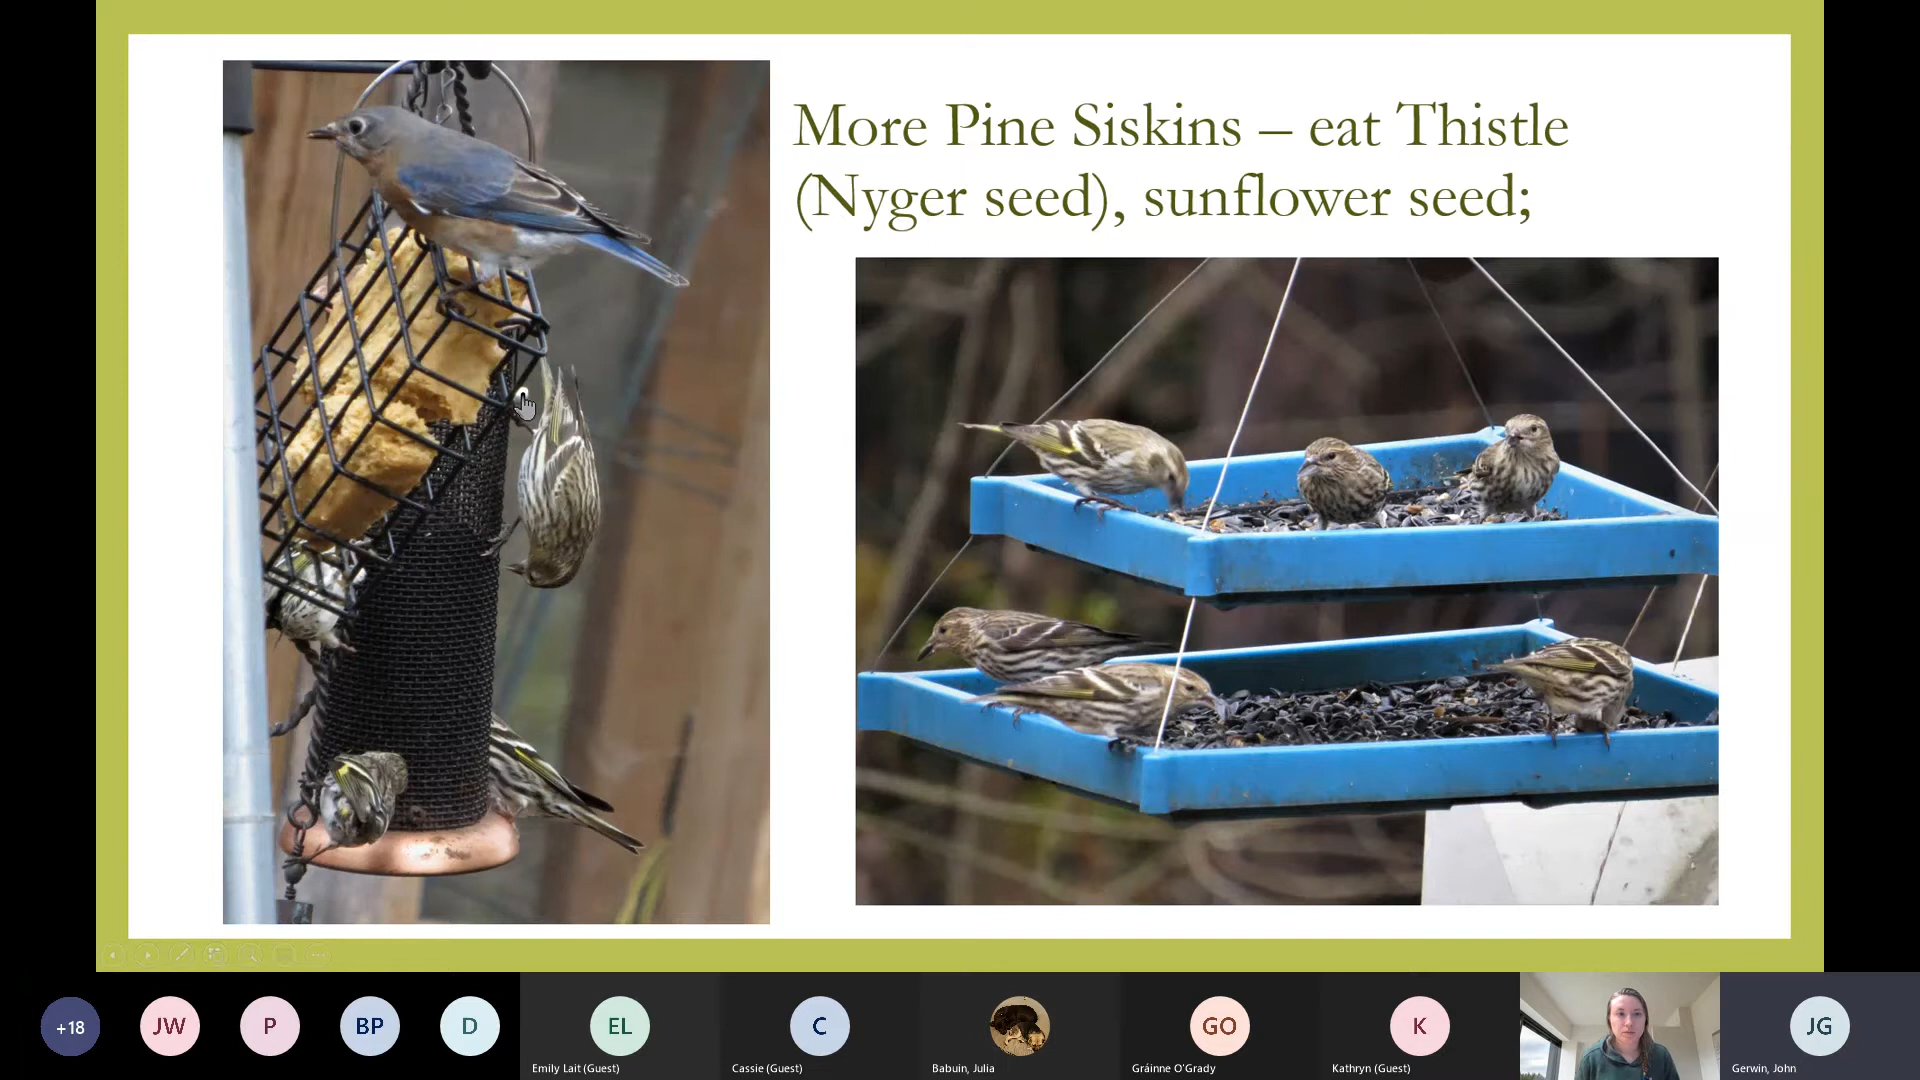 More Pine Siskins – eat Thistle
(Nyger seed), sunflower seed;
+18
JW
P
BP
D
EL
C
GO
K
JG
Emily Lait (Guest)
Cassie (Guest)
Babuin, Julia
Gráinne O'Grady
Kathryn (Guest)
Gerwin, John